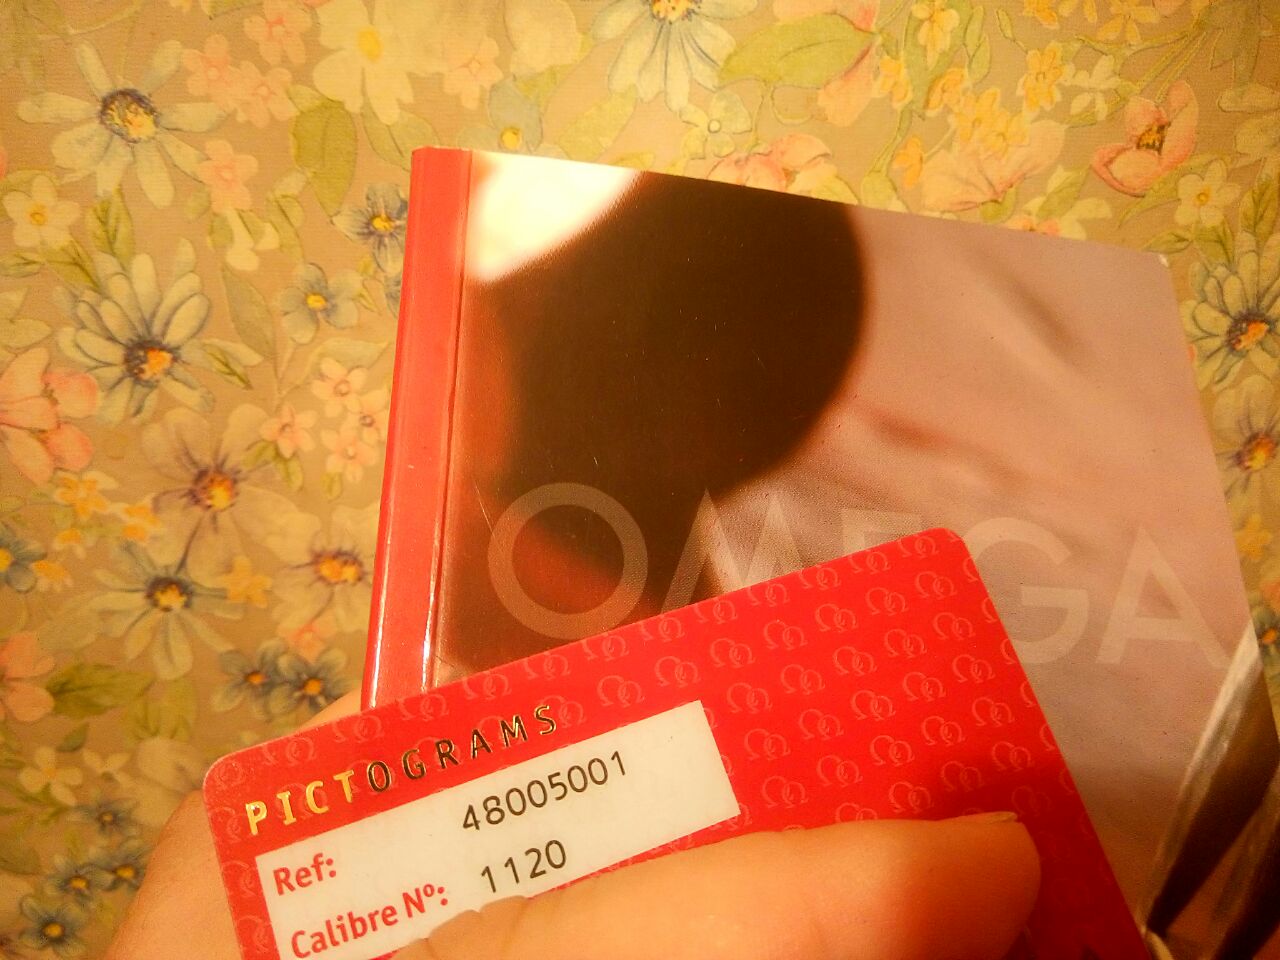 OMEGA
PICTOGRAMS
Ref: 48005001
Calibre Nº: 1120